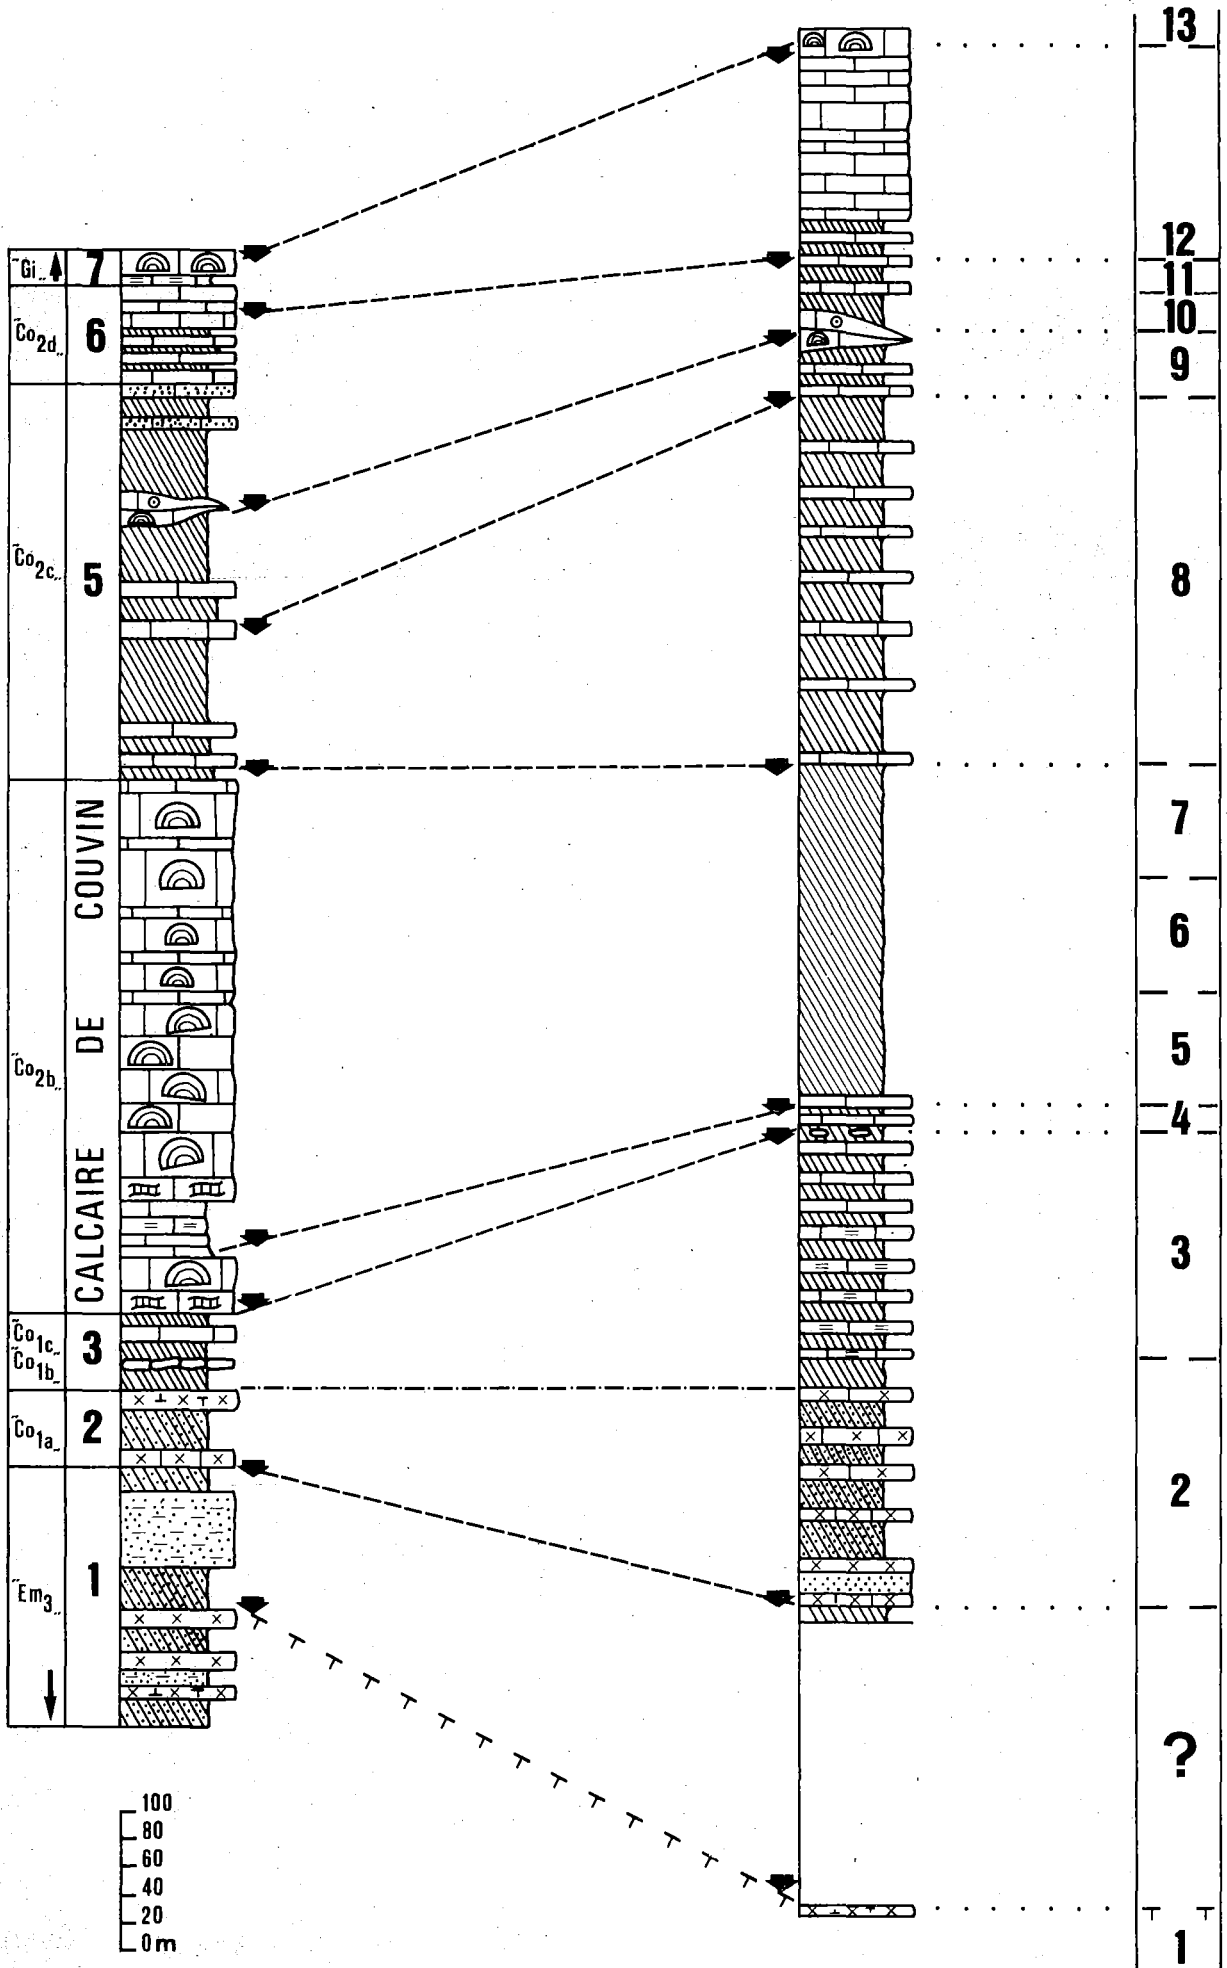 „Gi„
7
„Co2d„
6
„Co2c„
5
„Co2b„
CALCAIRE DE COUVIN
„Co1c„
„Co1b„
3
„Co1a„
2
„Em3„
1
100
80
60
40
20
0m
13
12
11
10
9
8
7
6
5
4
3
2
?
1